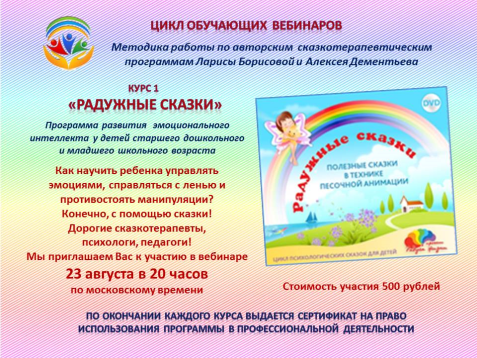 ЦИКЛ ОБУЧАЮЩИХ ВЕБИНАРОВ
Методика работы по авторским сказкотерапевтическим
программам Ларисы Борисовой и Алексея Дементьева
КУРС 1
«РАДУЖНЫЕ СКАЗКИ»
Программа развития эмоционального
интеллекта у детей старшего дошкольного
и младшего школьного возраста
Как научить ребенка управлять
эмоциями, справляться с ленью и
противостоять манипуляции?
Конечно, с помощью сказки!
Дорогие сказкотерапевты,
психологи, педагоги!
Мы приглашаем Вас к участию в вебинаре
23 августа в 20 часов
по московскому времени
DVD
Радужные сказки
ПОЛЕЗНЫЕ СКАЗКИ
В ТЕХНИКЕ
ПЕСОЧНОЙ АНИМАЦИИ
ЦИКЛ ПСИХОЛОГИЧЕСКИХ СКАЗОК ДЛЯ ДЕТЕЙ
Стоимость участия 500 рублей
ПО ОКОНЧАНИИ КАЖДОГО КУРСА ВЫДАЕТСЯ СЕРТИФИКАТ НА ПРАВО
ИСПОЛЬЗОВАНИЯ ПРОГРАММЫ В ПРОФЕССИОНАЛЬНОЙ ДЕЯТЕЛЬНОСТИ